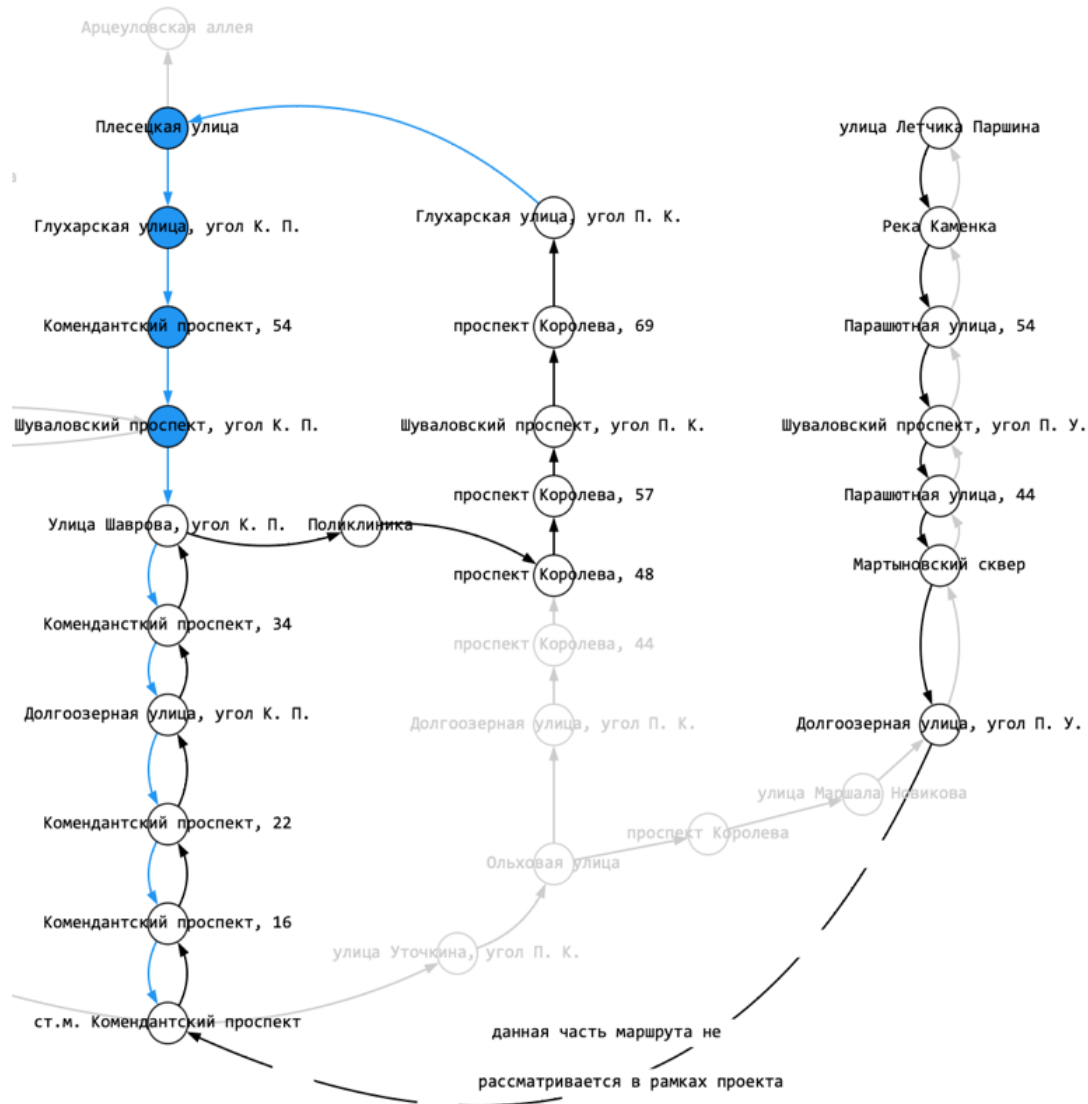 Арцеуловская аллея
Плесецкая улица
улица Летчика Паршина
Глухарская улица, угол К. П.
Глухарская улица, угол П. К.
Река Каменка
Комендантский проспект, 54
проспект Королева, 69
Парашютная улица, 54
Шуваловский проспект, угол К. П.
Шуваловский проспект, угол П. К.
Шуваловский проспект, угол П. У.
проспект Королева, 57
Парашютная улица, 44
Улица Шаврова, угол К. П.
Поликлиника
проспект Королева, 48
Мартыновский сквер
Комендансткий проспект, 34
проспект Королева, 44
Долгоозерная улица, угол К. П.
Долгоозерная улица, угол П. К.
Долгоозерная улица, угол П. У.
улица Маршала Новикова
Комендантский проспект, 22
проспект Королева
Ольховая улица
Комендантский проспект, 16
улица Уточкина, угол П. К.
ст.м. Комендантский проспект
данная часть маршрута не
рассматривается в рамках проекта